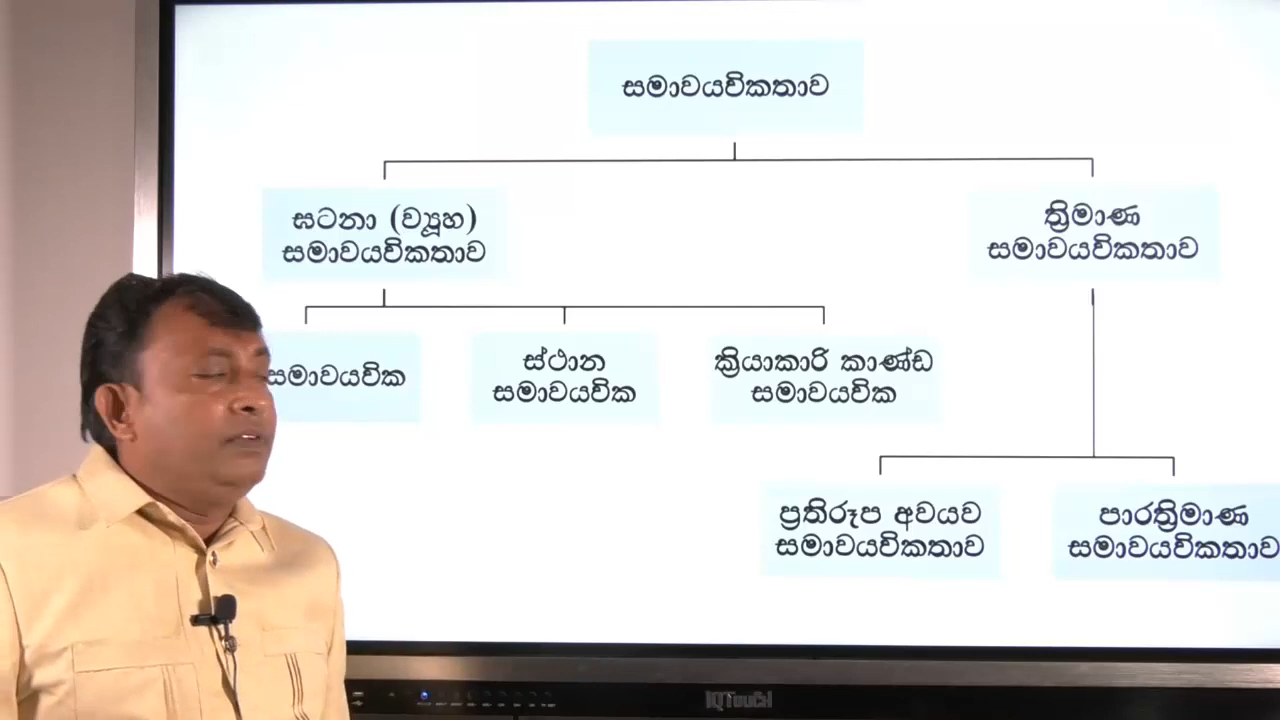 සමාවයවිකතාව
ඝටනා (ව්‍යූහ)
සමාවයවිකතාව
ත්‍රිමාණ
සමාවයවිකතාව
සමාවයවික
ස්ථාන
සමාවයවික
ක්‍රියාකාරි කාණ්ඩ
සමාවයවික
ප්‍රතිරූප අවයව
සමාවයවිකතාව
පාරත්‍රිමාණ
සමාවයවිකතාව
IQTouch